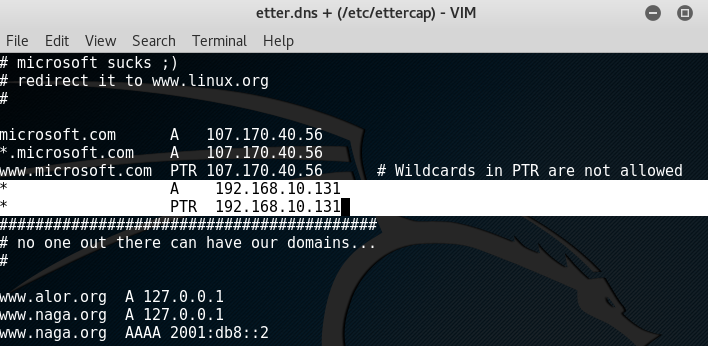 etter.dns + (/etc/ettercap) - VIM
File Edit View Search Terminal Help
# microsoft sucks ;)
# redirect it to www.linux.org
#
microsoft.com      A   107.170.40.56
*.microsoft.com    A   107.170.40.56
www.microsoft.com  PTR 107.170.40.56      # Wildcards in PTR are not allowed
*                  A    192.168.10.131
*                  PTR  192.168.10.131
##########################################
# no one out there can have our domains...
#
www.alor.org  A 127.0.0.1
www.naga.org  A 127.0.0.1
www.naga.org  AAAA 2001:db8::2